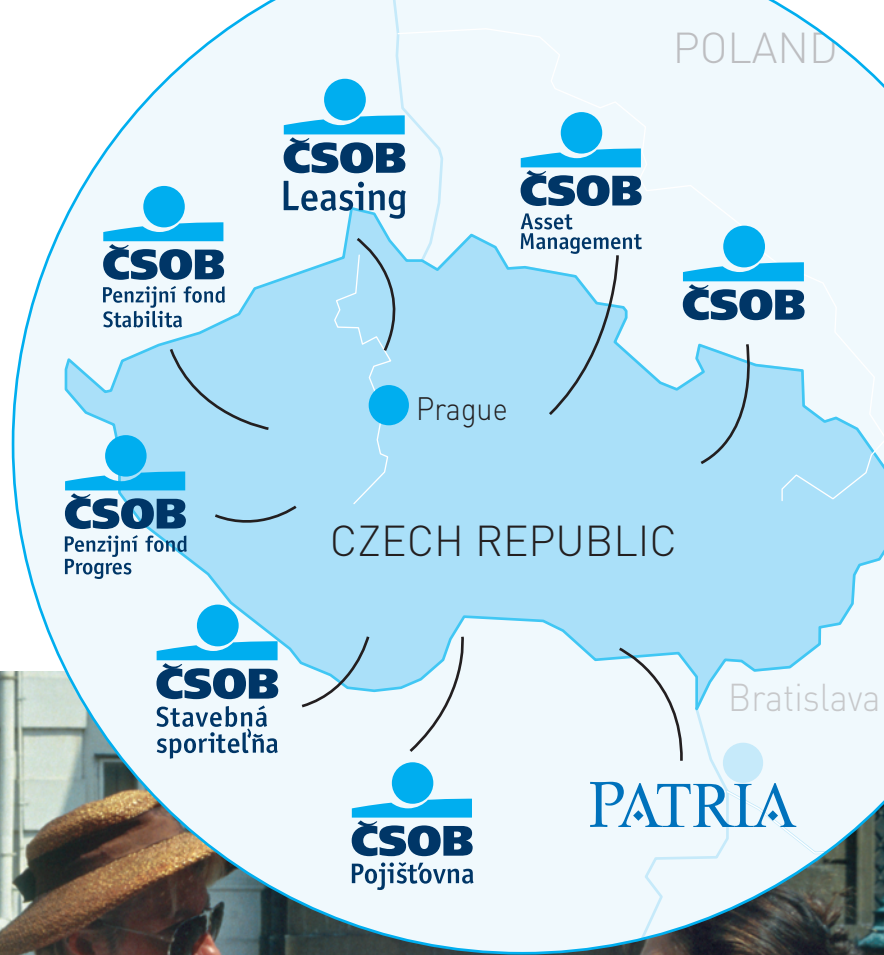 POLAND
ČSOB
Leasing
ČSOB
Asset
Management
ČSOB
Penzijní fond
Stabilita
ČSOB
Prague
ČSOB
Penzijní fond
Progres
CZECH REPUBLIC
ČSOB
Stavebná
sporiteľňa
Bratislava
PATRIA
ČSOB
Pojišťovna